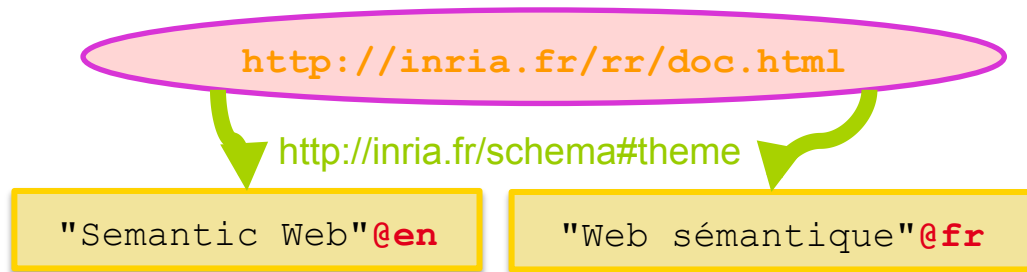 http://inria.fr/rr/doc.html
http://inria.fr/schema#theme
"Semantic Web"@en
"Web sémantique"@fr